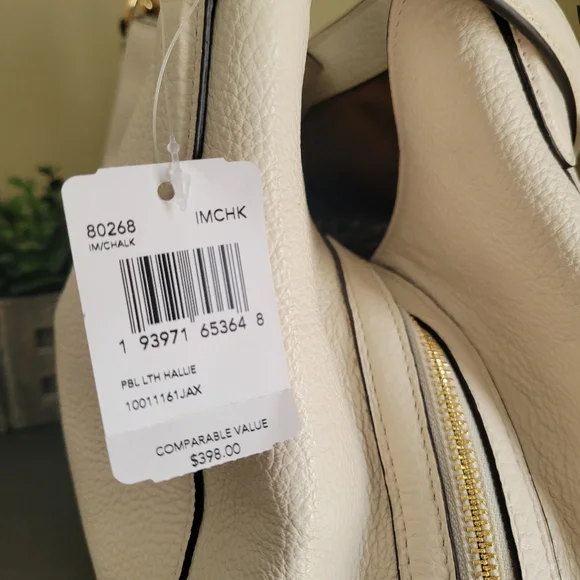 80268
IM/CHALK
IMCHK
1 93971 65364 8
PBL LTH HALLIE
10011161JAX
COMPARABLE VALUE
$398.00